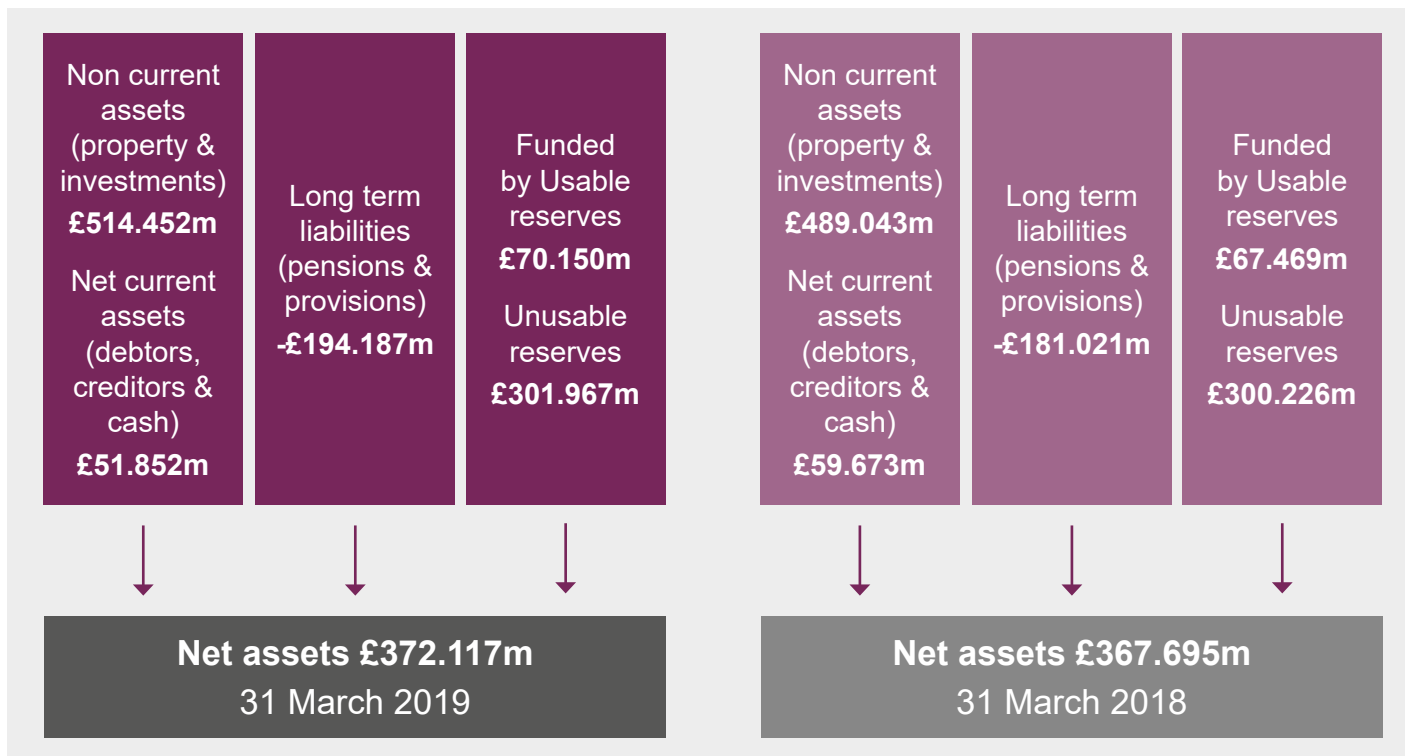 Non current
assets
(property &
investments)
£514.452m
Net current
assets
(debtors,
creditors &
cash)
£51.852m
Long term
liabilities
(pensions &
provisions)
-£194.187m
Funded
by Usable
reserves
£70.150m
Unusable
reserves
£301.967m
Net assets £372.117m
31 March 2019
Non current
assets
(property &
investments)
£489.043m
Net current
assets
(debtors,
creditors &
cash)
£59.673m
Long term
liabilities
(pensions &
provisions)
-£181.021m
Funded
by Usable
reserves
£67.469m
Unusable
reserves
£300.226m
Net assets £367.695m
31 March 2018